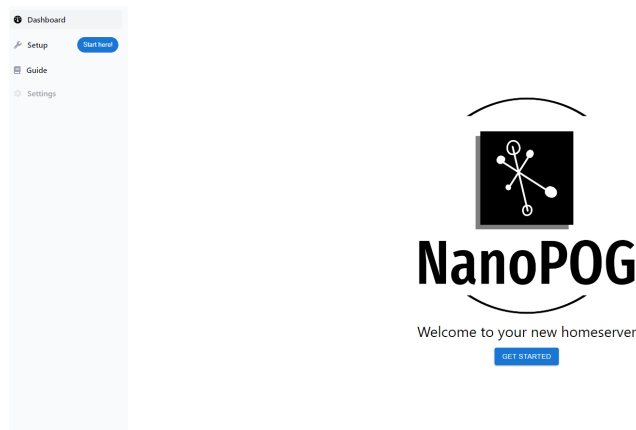 Dashboard
Setup
Start here!
Guide
Settings
NanoPOG
Welcome to your new homeserver
GET STARTED